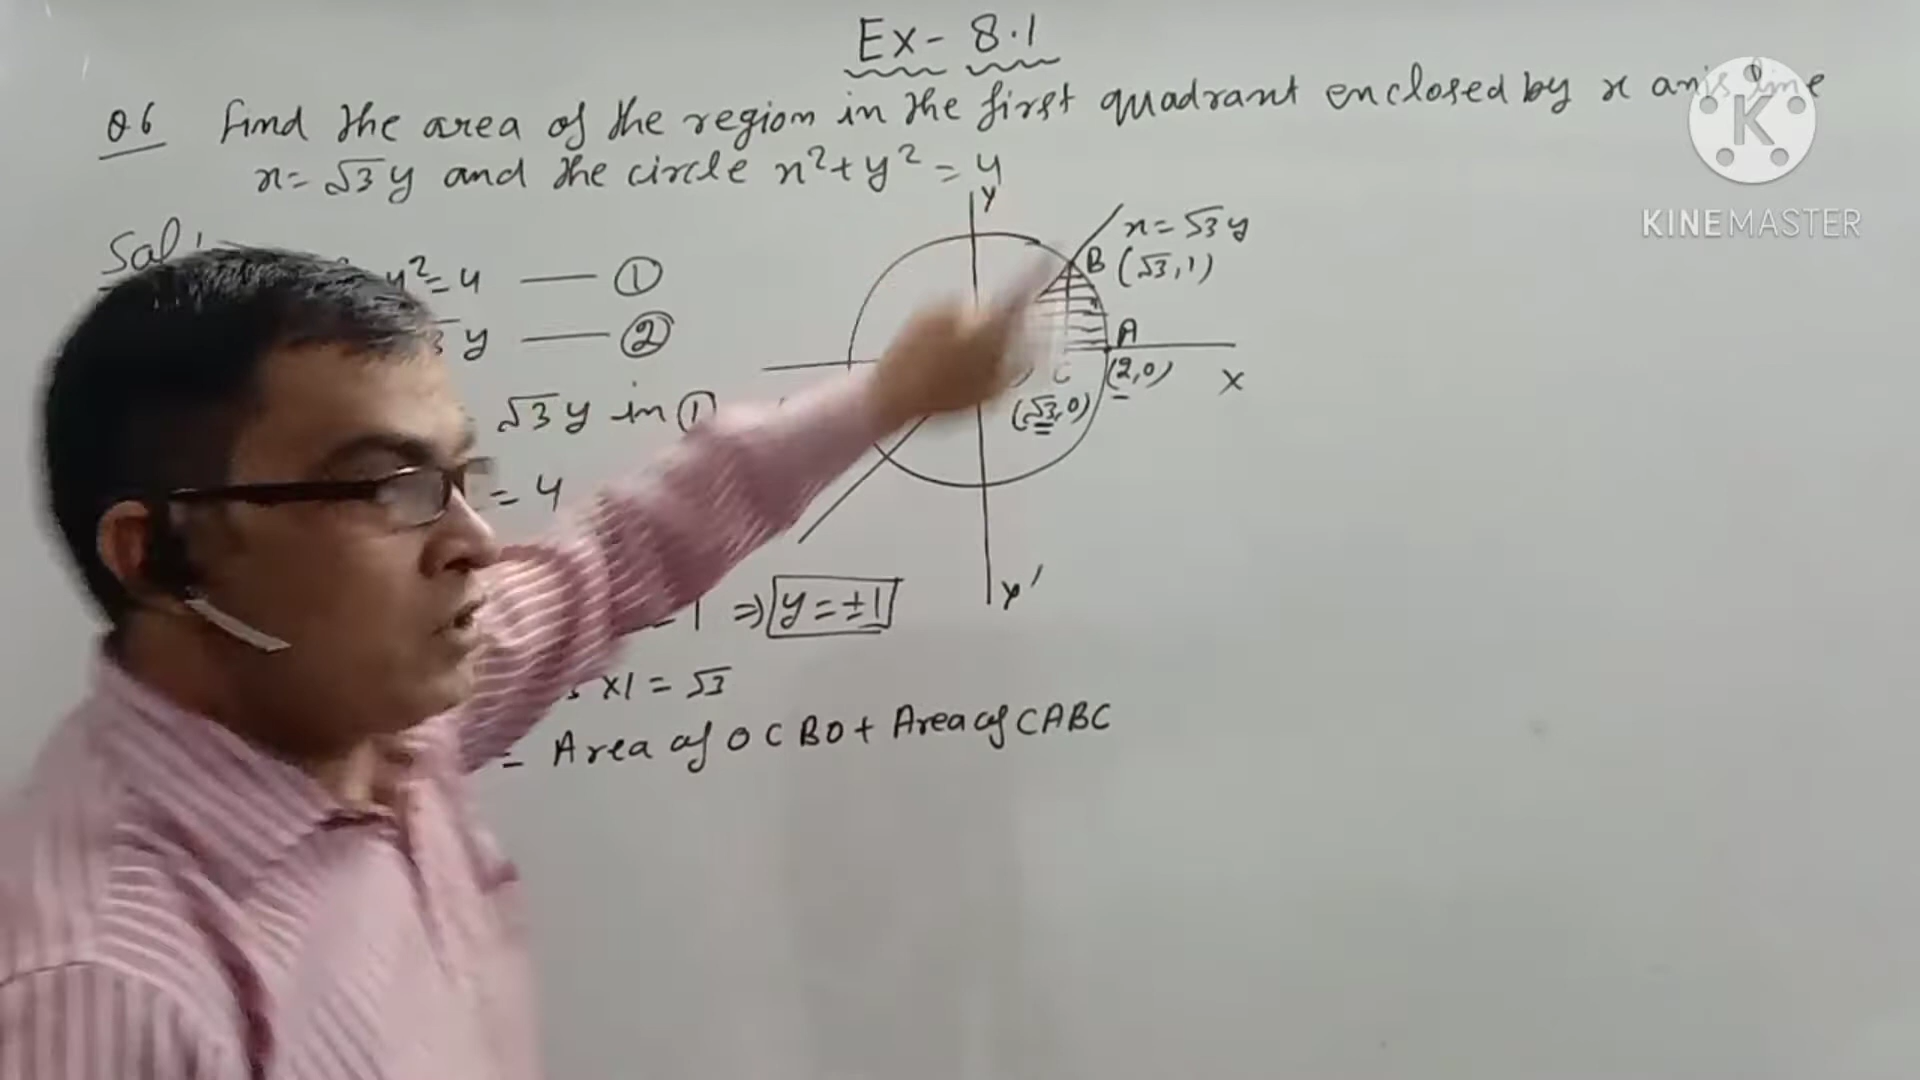 Ex- 8.1
Q6 Find the area of the region in the first quadrant enclosed by x axis line
x = √3 y and the circle x² + y² = 4
Sol:
y² = 4 —— ①
y —— ②
√3 y in ①
= 4
1 ⇒ y = ±1
x1 = √3
= Area of OCBO + Area of CABC
Y
x = √3 y
B (√3, 1)
A
C
(√3, 0)
(2, 0)
X
Y'
K
KINEMASTER